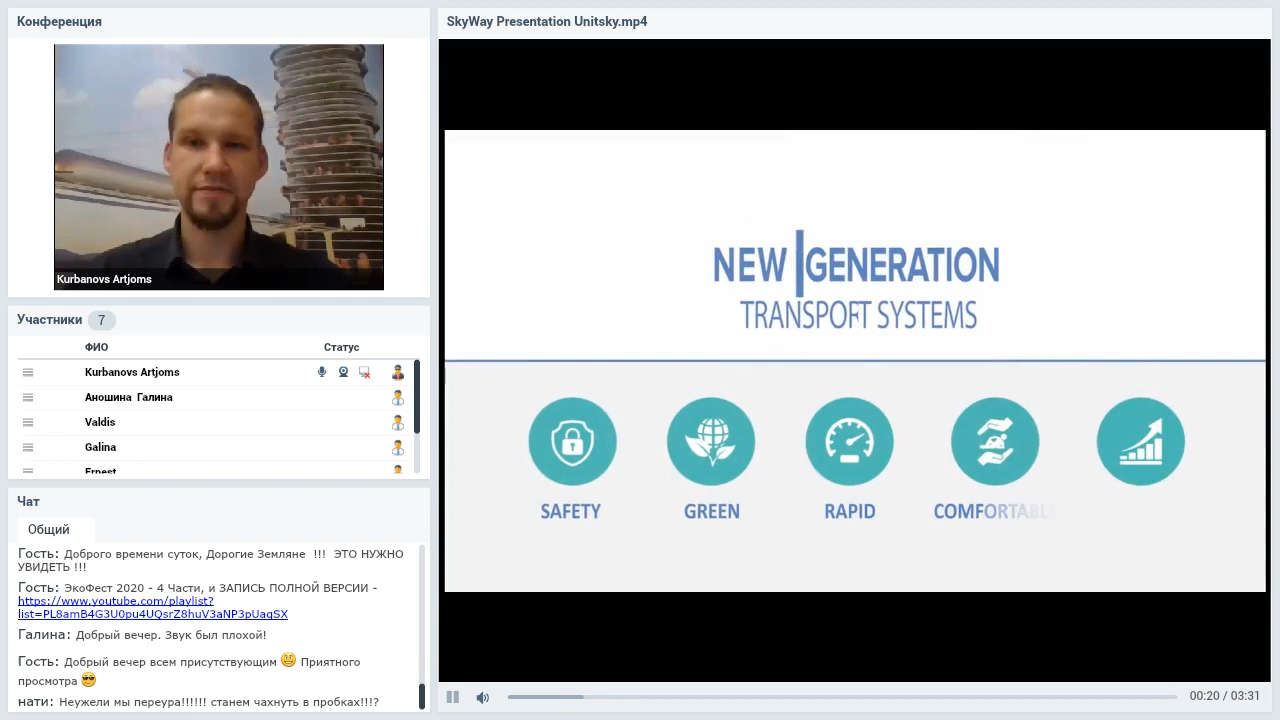 Конференция
Kurbanovs Artjoms
Участники 7
ФИО Статус
Kurbanovs Artjoms
Аношина Галина
Valdis
Galina
Ernest
Чат
Общий
Гость: Доброго времени суток, Дорогие Земляне !!! ЭТО НУЖНО
УВИДЕТЬ !!!
Гость: ЭкоФест 2020 - 4 Части, и ЗАПИСЬ ПОЛНОЙ ВЕРСИИ -
https://www.youtube.com/playlist?
list=PL8amB4G3U0pu4UQsrZ8huV3aNP3pUaqSX
Галина: Добрый вечер. Звук был плохой!
Гость: Добрый вечер всем присутствующим Приятного
просмотра
нати: Неужели мы переура!!!!!! станем чахнуть в пробках!!!?
SkyWay Presentation Unitsky.mp4
NEW GENERATION
TRANSPORT SYSTEMS
SAFETY GREEN RAPID COMFORTABLE
00:20 / 03:31